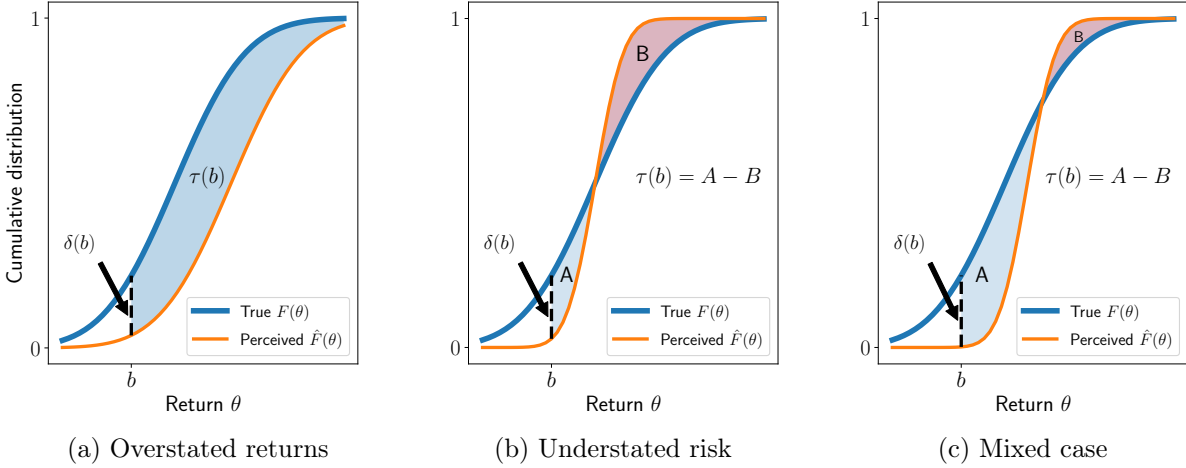 Cumulative distribution
1
0
τ(b)
δ(b)
True F(θ)
Perceived F̂(θ)
b
Return θ
(a) Overstated returns
1
0
B
τ(b) = A − B
δ(b)
A
True F(θ)
Perceived F̂(θ)
b
Return θ
(b) Understated risk
1
0
B
τ(b) = A − B
δ(b)
A
True F(θ)
Perceived F̂(θ)
b
Return θ
(c) Mixed case